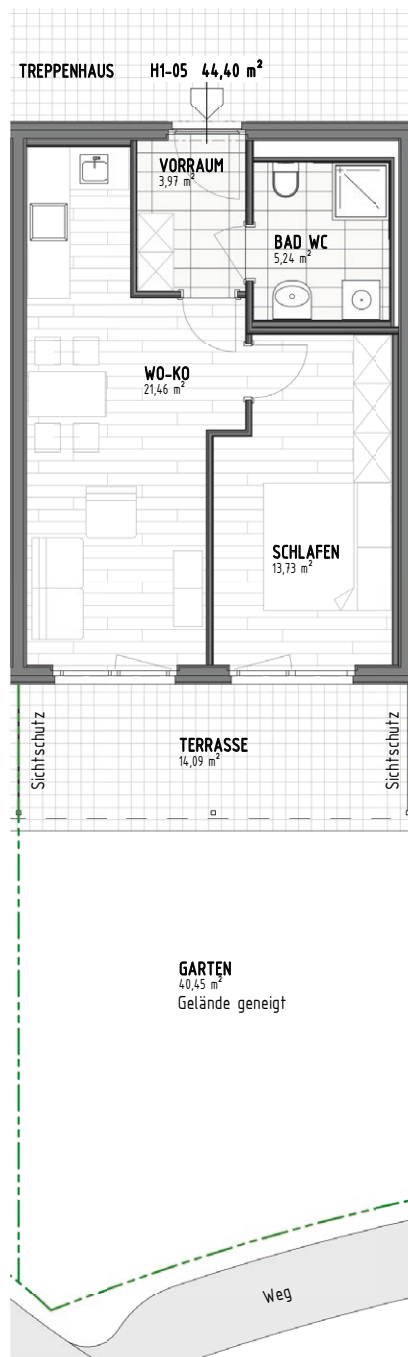 TREPPENHAUS H1-05 44,40 m²
VORRAUM
3,97 m²
BAD WC
5,24 m²
WO-KO
21,46 m²
SCHLAFEN
13,73 m²
Sichtschutz
TERRASSE
14,09 m²
Sichtschutz
GARTEN
40,45 m²
Gelände geneigt
Weg